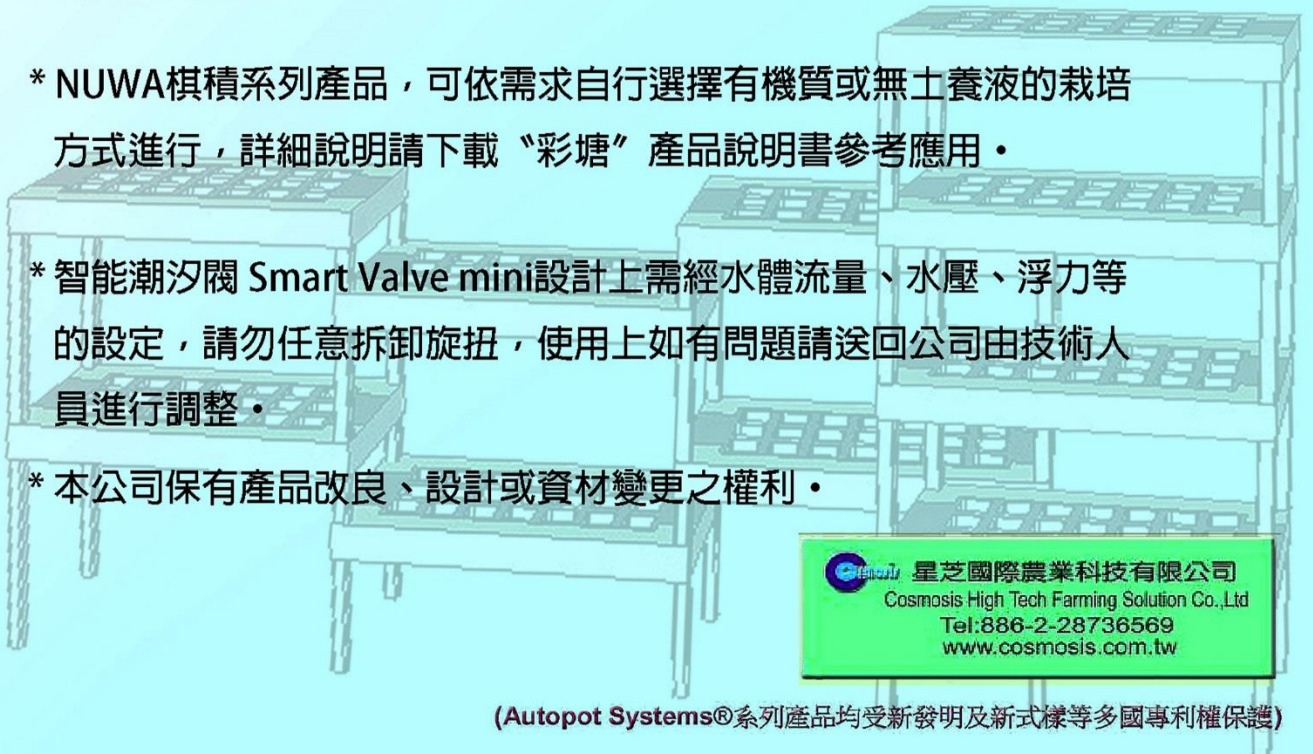 * NUWA棋積系列產品，可依需求自行選擇有機質或無土養液的栽培
方式進行，詳細說明請下載〝彩塘〞產品說明書參考應用・
* 智能潮汐閥 Smart Valve mini設計上需經水體流量、水壓、浮力等
的設定，請勿任意拆卸旋扭，使用上如有問題請送回公司由技術人
員進行調整・
* 本公司保有產品改良、設計或資材變更之權利・
Cosmosis 星芝國際農業科技有限公司
Cosmosis High Tech Farming Solution Co.,Ltd
Tel:886-2-28736569
www.cosmosis.com.tw
(Autopot Systems®系列產品均受新發明及新式樣等多國專利權保護)